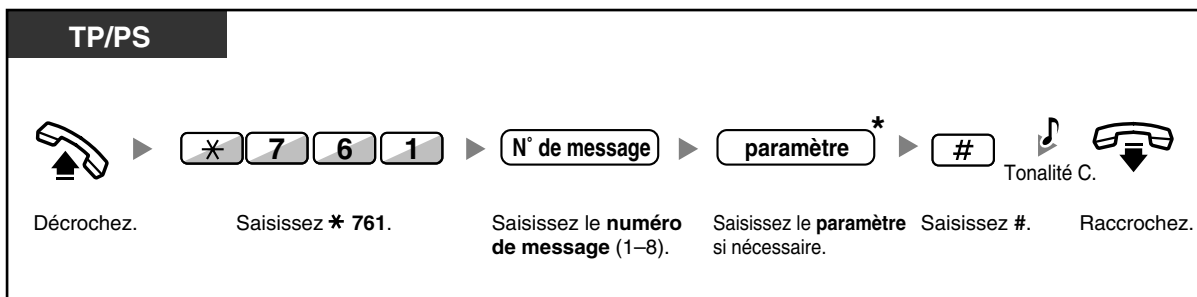 TP/PS
* 7 6 1
N° de message
paramètre *
#
Tonalité C.
Décrochez.
Saisissez * 761.
Saisissez le numéro
de message (1–8).
Saisissez le paramètre
si nécessaire.
Saisissez #.
Raccrochez.